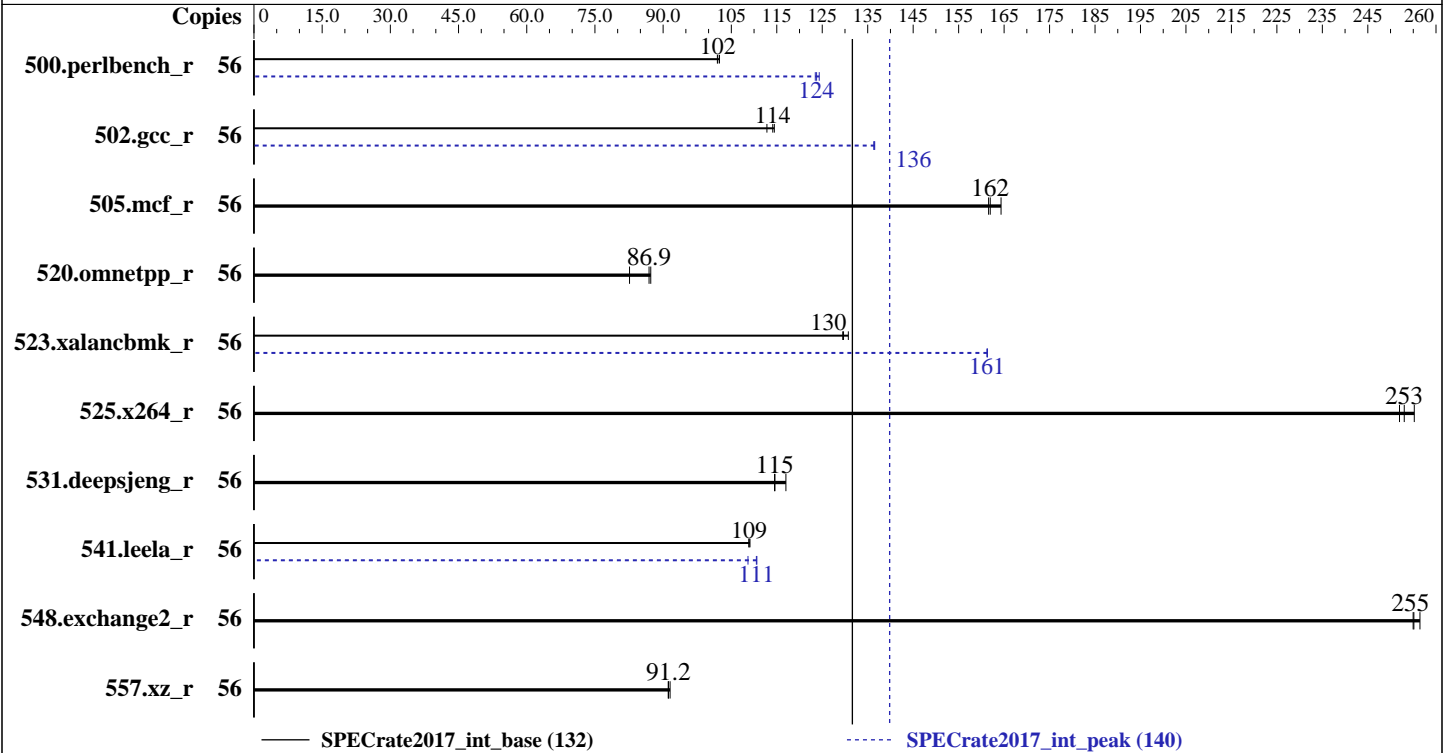 Copies 0 15.0 30.0 45.0 60.0 75.0 90.0 105 115 125 135 145 155 165 175 185 195 205 215 225 235 245 260
102
500.perlbench_r 56
124
114
502.gcc_r 56
136
162
505.mcf_r 56
86.9
520.omnetpp_r 56
130
523.xalancbmk_r 56
161
253
525.x264_r 56
115
531.deepsjeng_r 56
109
541.leela_r 56
111
255
548.exchange2_r 56
91.2
557.xz_r 56
SPECrate2017_int_base (132) SPECrate2017_int_peak (140)